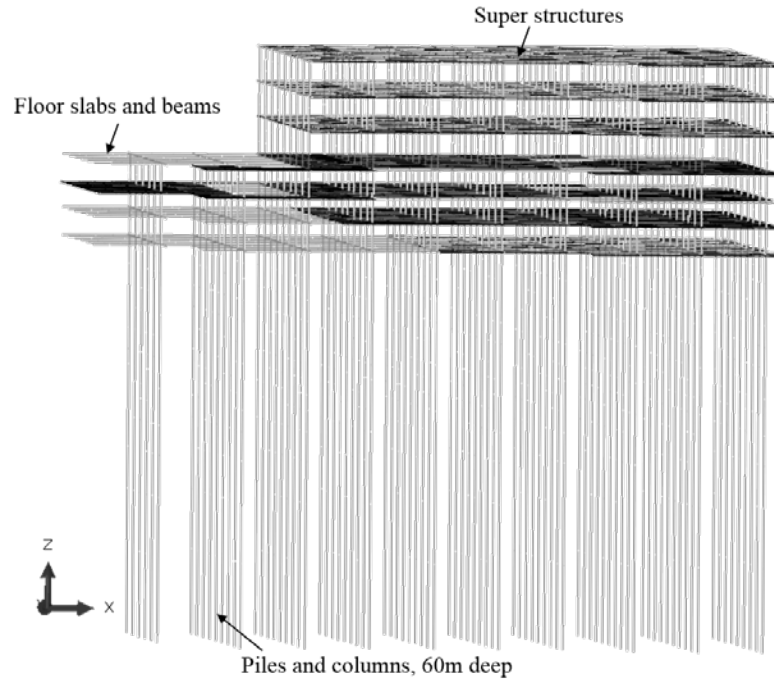 Super structures
Floor slabs and beams
Z
X
Piles and columns, 60m deep